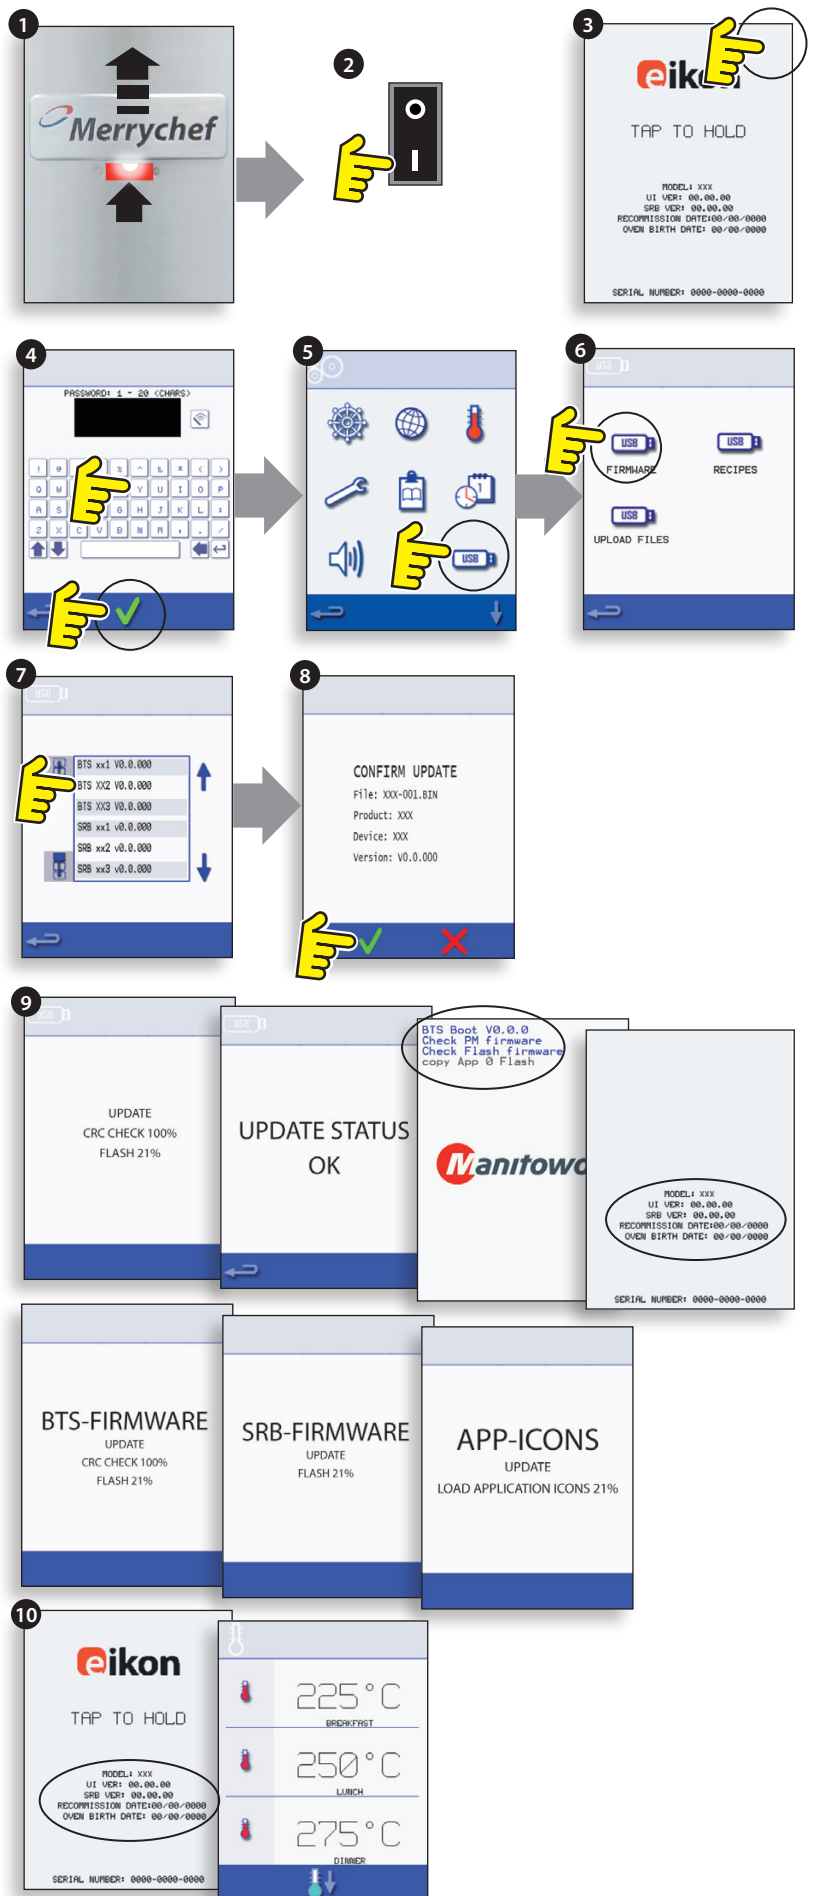 1
Merrychef
2
3
eik
TAP TO HOLD
MODEL: XXX
UI VER: 00.00.00
SRB VER: 00.00.00
RECOMMISSION DATE:00/00/0000
OVEN BIRTH DATE: 00/00/0000
SERIAL NUMBER: 0000-0000-0000
4
PASSWORD: 1 - 20 (CHARS)
! @ % ^ & * ( )
Q W Y U I O P
A S G H J K L :
Z X C V B N M , . /
5
1
USB
6
USB
USB
USB
FIRMWARE
RECIPES
USB
UPLOAD FILES
7
USB
BTS xx1 V0.0.000
BTS XX2 V0.0.000
BTS XX3 V0.0.000
SRB xx1 v0.0.000
SRB xx2 v0.0.000
SRB xx3 v0.0.000
8
CONFIRM UPDATE
File: XXX-001.BIN
Product: XXX
Device: XXX
Version: V0.0.000
9
USB
UPDATE
CRC CHECK 100%
FLASH 21%
USB
UPDATE STATUS
OK
BTS Boot V0.0.0
Check PM firmware
Check Flash firmware
copy App 0 Flash
Manitowo
MODEL: XXX
UI VER: 00.00.00
SRB VER: 00.00.00
RECOMMISSION DATE:00/00/0000
OVEN BIRTH DATE: 00/00/0000
SERIAL NUMBER: 0000-0000-0000
BTS-FIRMWARE
UPDATE
CRC CHECK 100%
FLASH 21%
SRB-FIRMWARE
UPDATE
FLASH 21%
APP-ICONS
UPDATE
LOAD APPLICATION ICONS 21%
10
eikon
TAP TO HOLD
MODEL: XXX
UI VER: 00.00.00
SRB VER: 00.00.00
RECOMMISSION DATE:00/00/0000
OVEN BIRTH DATE: 00/00/0000
SERIAL NUMBER: 0000-0000-0000
225°C
BREAKFAST
250°C
LUNCH
275°C
DINNER